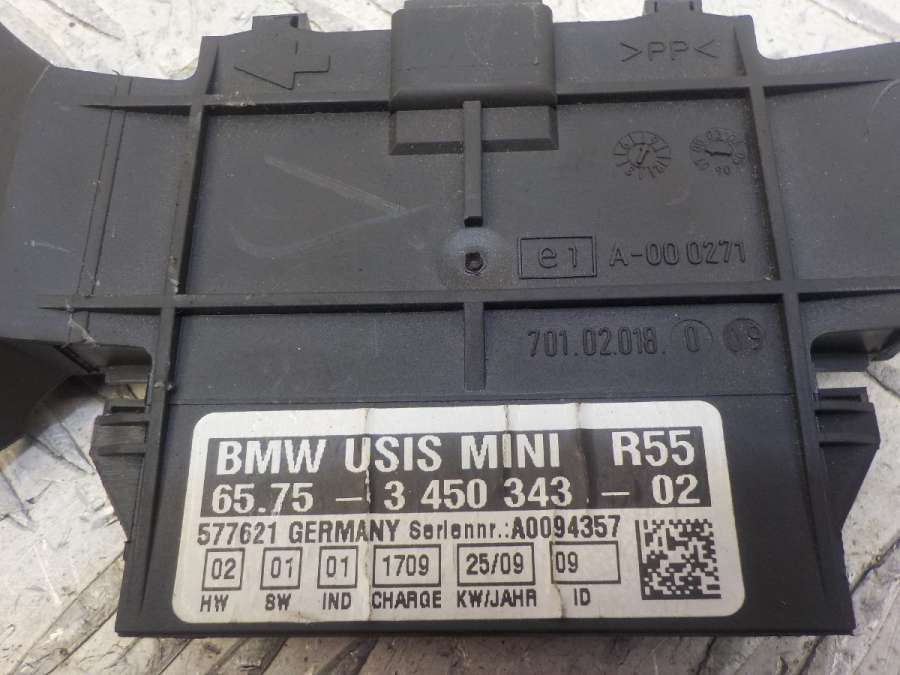 >PP<
e1 A-00 0271
701.02.018. 0 09
BMW USIS MINI R55
65.75 - 3 450 343 - 02
577621 GERMANY Seriennr.:A0094357
02 01 01 1709 25/09 09
HW SW IND CHARGE KW/JAHR ID